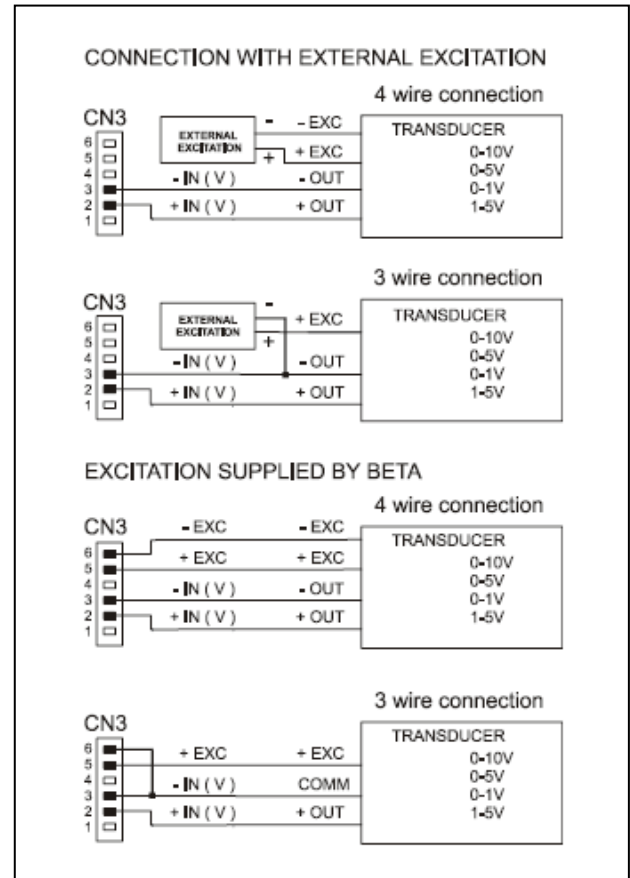 CONNECTION WITH EXTERNAL EXCITATION
4 wire connection
CN3
6
5
4
3
2
1
EXTERNAL
EXCITATION
-
+
- EXC
+ EXC
- IN ( V )
- OUT
+ IN ( V )
+ OUT
TRANSDUCER
0-10V
0-5V
0-1V
1-5V
3 wire connection
CN3
6
5
4
3
2
1
EXTERNAL
EXCITATION
-
+
+ EXC
- IN ( V )
- OUT
+ IN ( V )
+ OUT
TRANSDUCER
0-10V
0-5V
0-1V
1-5V
EXCITATION SUPPLIED BY BETA
4 wire connection
CN3
6
5
4
3
2
1
- EXC
- EXC
+ EXC
+ EXC
- IN ( V )
- OUT
+ IN ( V )
+ OUT
TRANSDUCER
0-10V
0-5V
0-1V
1-5V
3 wire connection
CN3
6
5
4
3
2
1
+ EXC
+ EXC
- IN ( V )
COMM
+ IN ( V )
+ OUT
TRANSDUCER
0-10V
0-5V
0-1V
1-5V